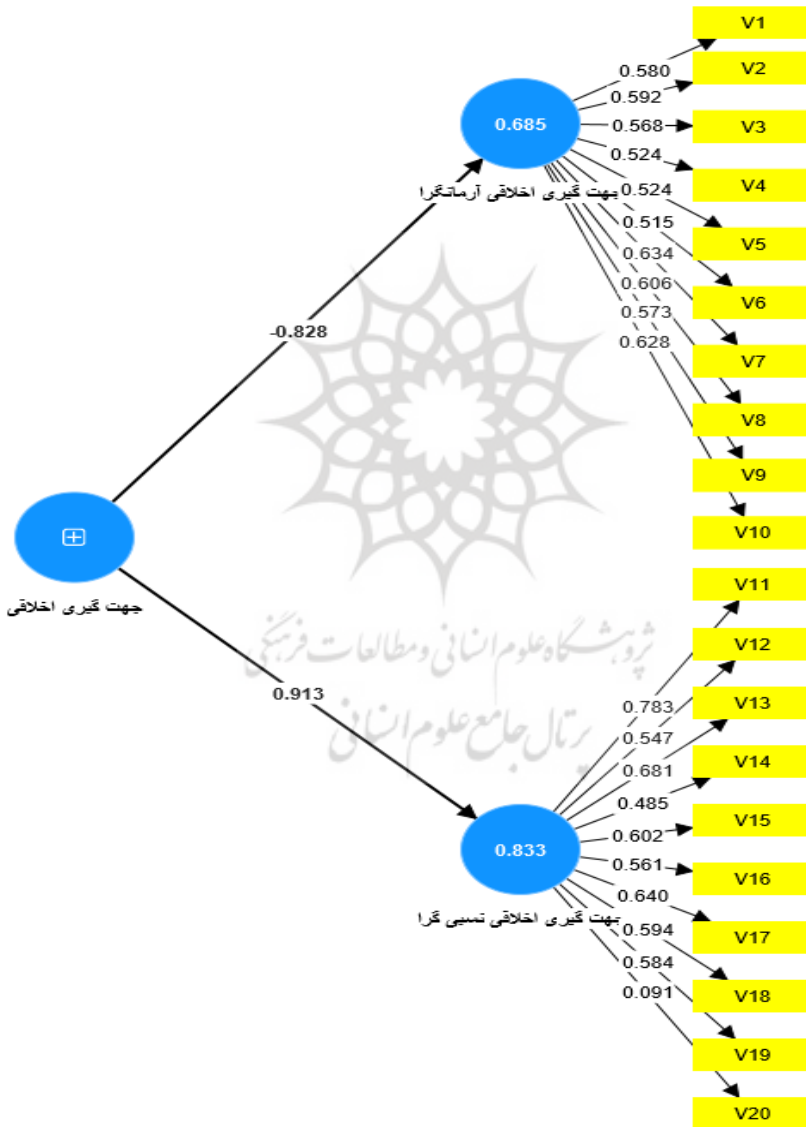 V1
0.580
V2
0.592
0.685
V3
0.568
0.524
V4
جهت گیری اخلاقی آرمانگرا
0.524
V5
0.515
0.634
V6
0.606
0.573
V7
0.628
-0.828
V8
V9
V10
جهت گیری اخلاقی
V11
پژوهشگاه علوم انسانی و مطالعات فرهنگی
V12
0.913
V13
0.783
پرتال جامع علوم انسانی
0.547
V14
0.681
0.485
V15
0.602
0.833
V16
0.561
0.640
جهت گیری اخلاقی نسبی گرا
V17
0.594
0.584
V18
0.091
V19
V20